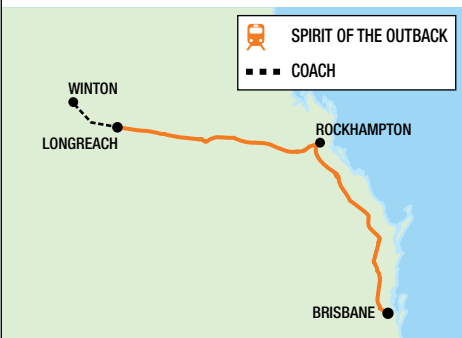 SPIRIT OF THE OUTBACK
COACH
WINTON
LONGREACH
ROCKHAMPTON
BRISBANE